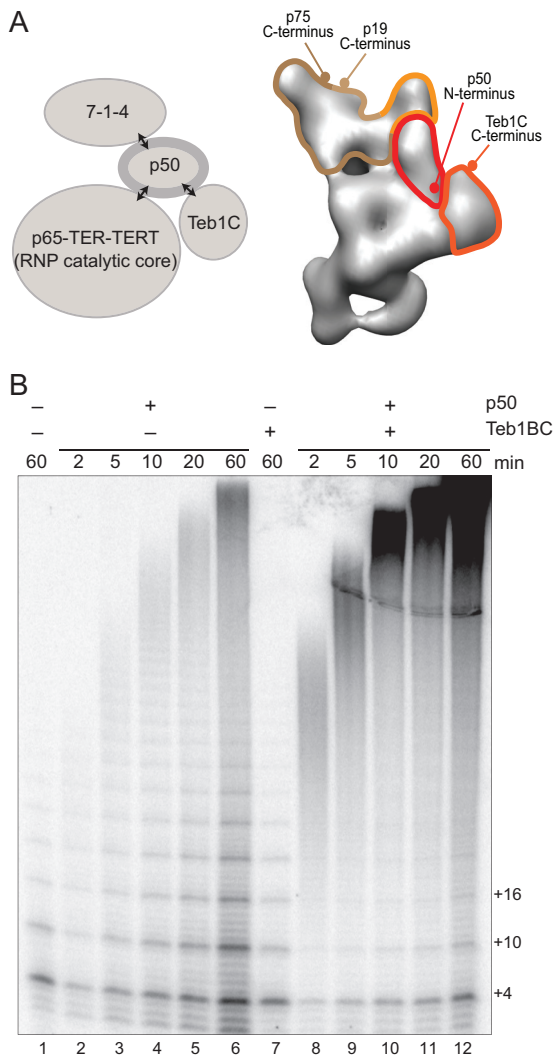 A
7-1-4
p50
Teb1C
p65-TER-TERT
(RNP catalytic core)
p75
C-terminus
p19
C-terminus
p50
N-terminus
Teb1C
C-terminus
B
– + – + p50
– – + + Teb1BC
60 2 5 10 20 60 60 2 5 10 20 60 min
+16
+10
+4
1 2 3 4 5 6 7 8 9 10 11 12